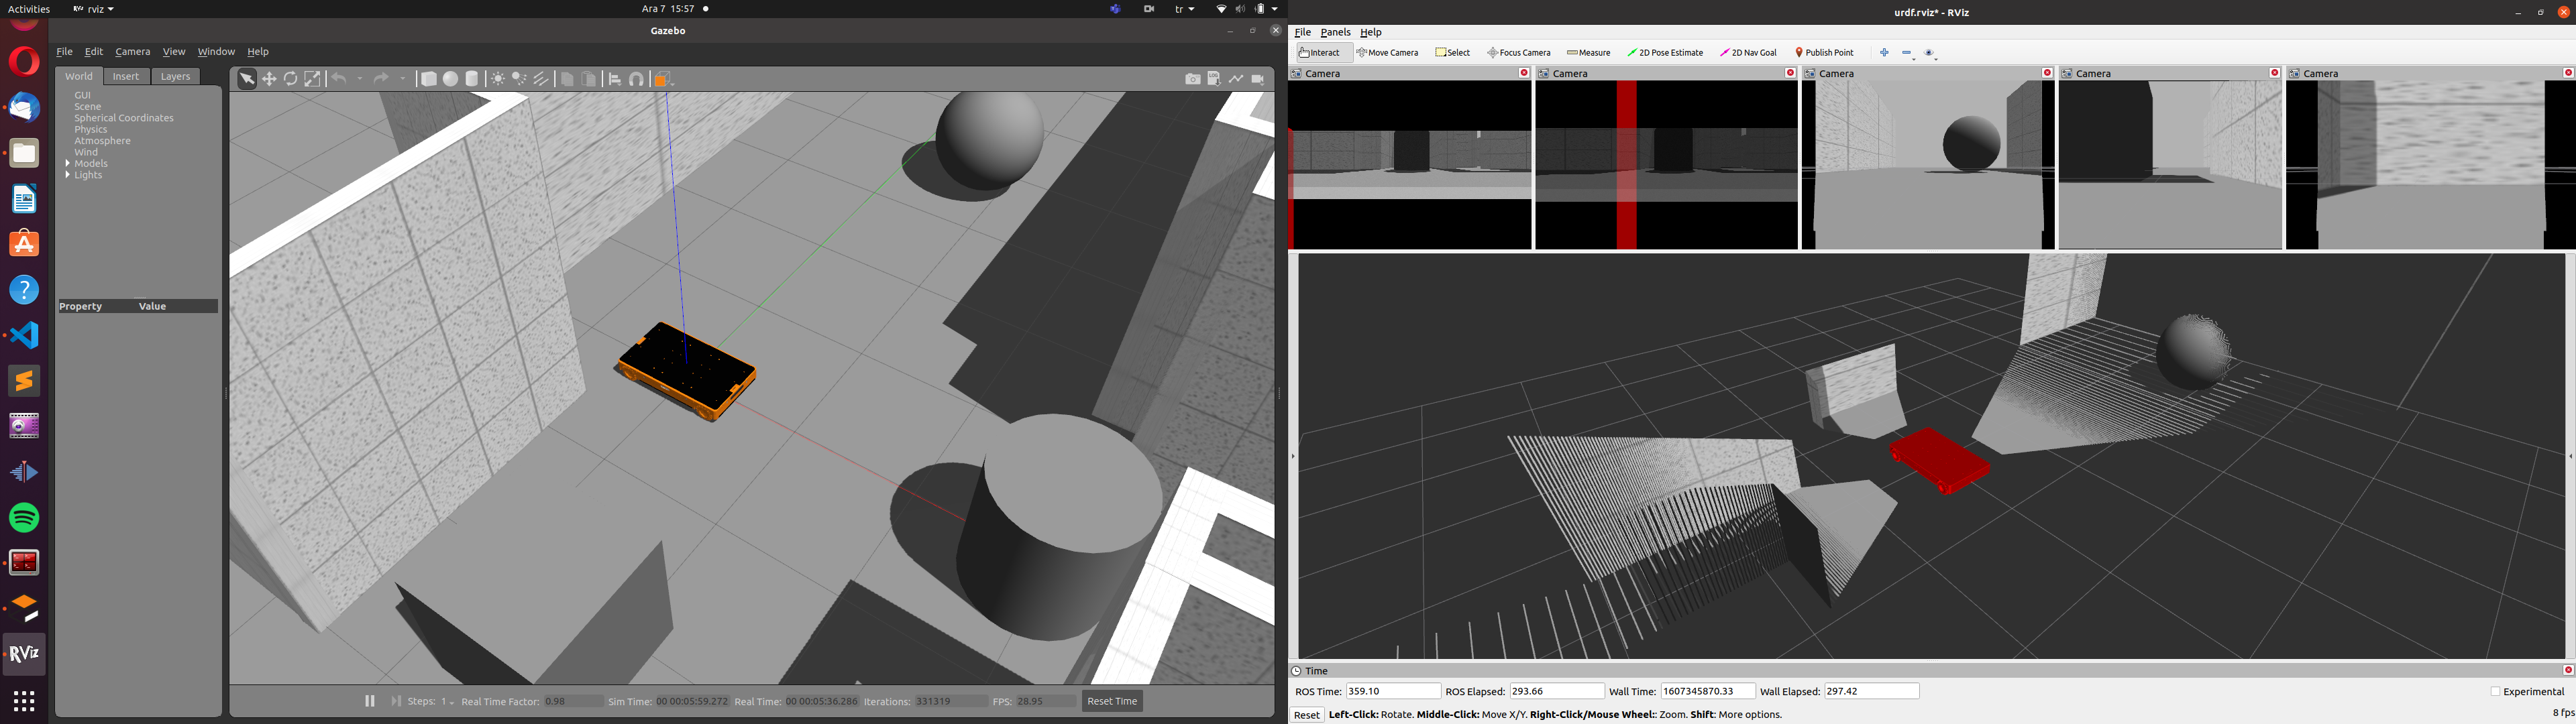 Activities
RViz rviz
Ara 7 15:57
tr
Gazebo
File Edit Camera View Window Help
World Insert Layers
GUI
Scene
Spherical Coordinates
Physics
Atmosphere
Wind
Models
Lights
Property Value
LOG
RViz
Steps: 1 Real Time Factor: 0.98 Sim Time: 00 00:05:59.272 Real Time: 00 00:05:36.286 Iterations: 331319 FPS: 28.95 Reset Time
urdf.rviz* - RViz
File Panels Help
Interact Move Camera Select Focus Camera Measure 2D Pose Estimate 2D Nav Goal Publish Point
Camera Camera Camera Camera Camera
Time
ROS Time: 359.10 ROS Elapsed: 293.66 Wall Time: 1607345870.33 Wall Elapsed: 297.42 Experimental
Reset Left-Click: Rotate. Middle-Click: Move X/Y. Right-Click/Mouse Wheel:: Zoom. Shift: More options. 8 fps